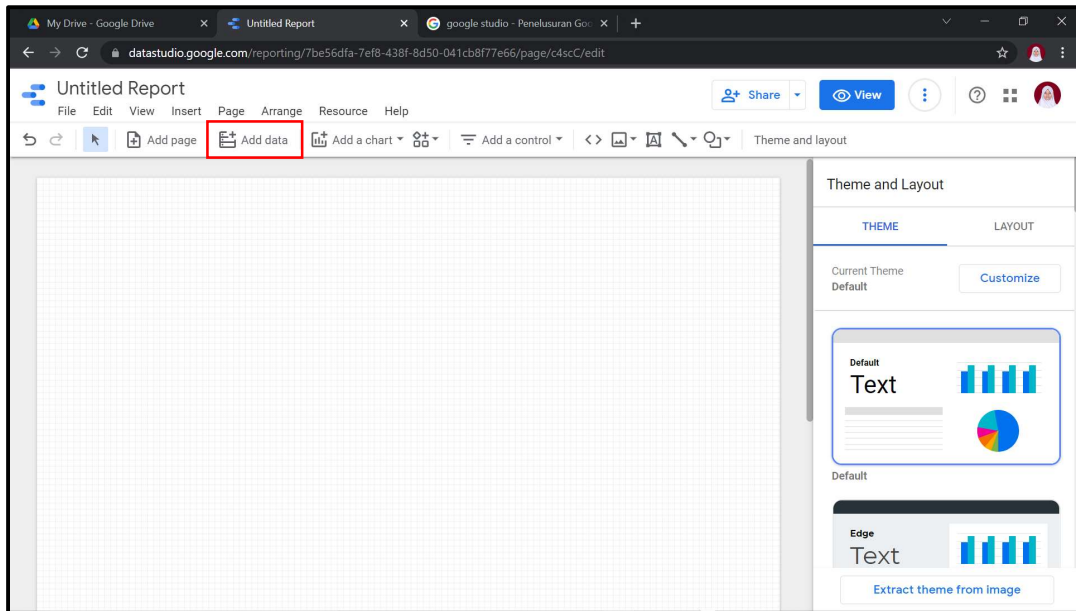 My Drive - Google Drive
Untitled Report
google studio - Penelusuran Goo
datastudio.google.com/reporting/7be56dfa-7ef8-438f-8d50-041cb8f77e66/page/c4scC/edit
Untitled Report
File Edit View Insert Page Arrange Resource Help
Share
View
Add page
Add data
Add a chart
Add a control
Theme and layout
Theme and Layout
THEME
LAYOUT
Current Theme
Default
Customize
Default
Text
Default
Edge
Text
Extract theme from image